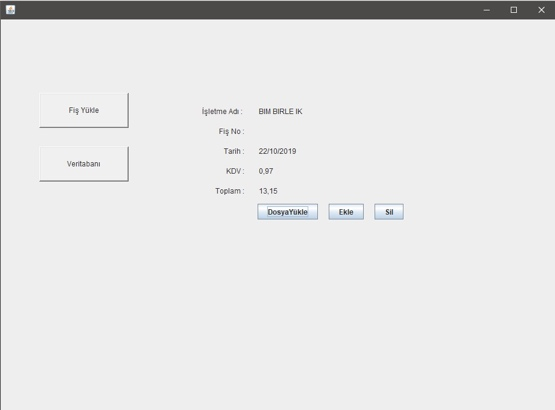 Fiş Yükle
Veritabanı
İşletme Adı : BIM BIRLE IK
Fiş No :
Tarih : 22/10/2019
KDV : 0,97
Toplam : 13,15
DosyaYükle Ekle Sil